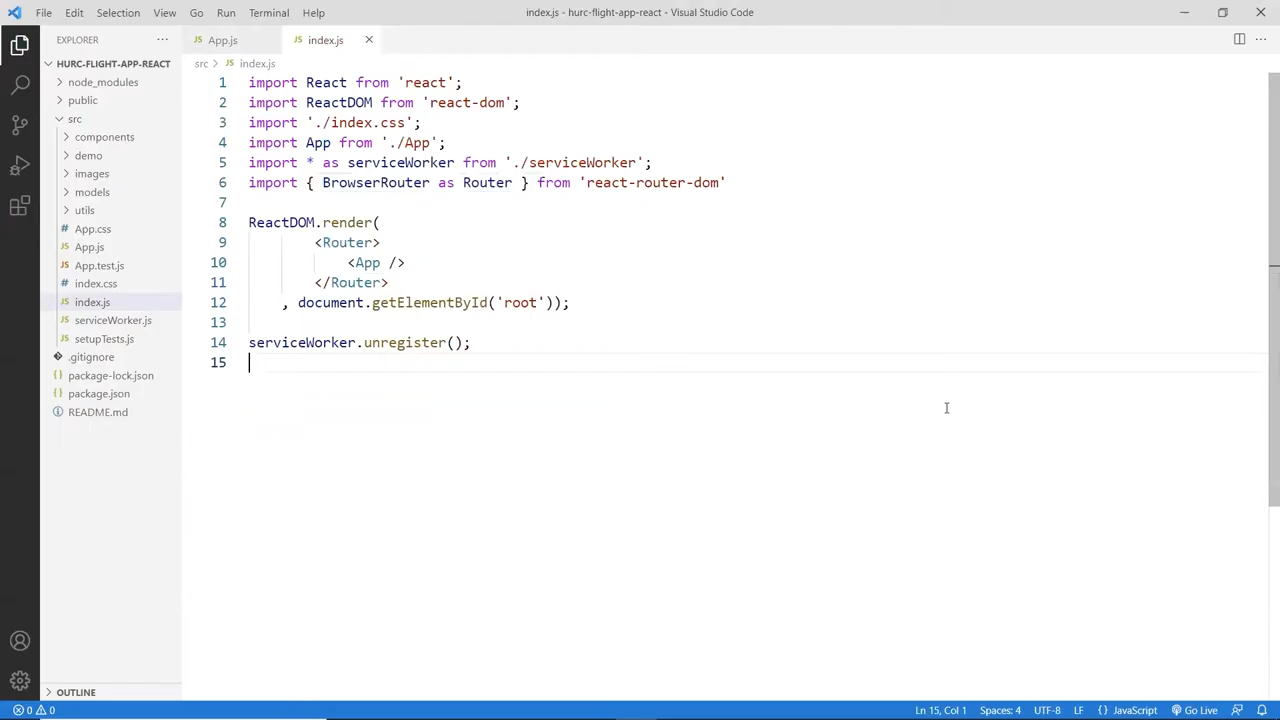 File Edit Selection View Go Run Terminal Help index.js - hurc-flight-app-react - Visual Studio Code
EXPLORER
HURC-FLIGHT-APP-REACT
node_modules
public
src
components
demo
images
models
utils
App.css
App.js
App.test.js
index.css
index.js
serviceWorker.js
setupTests.js
.gitignore
package-lock.json
package.json
README.md
OUTLINE
App.js index.js
src > index.js
1 import React from 'react';
2 import ReactDOM from 'react-dom';
3 import './index.css';
4 import App from './App';
5 import * as serviceWorker from './serviceWorker';
6 import { BrowserRouter as Router } from 'react-router-dom'
7
8 ReactDOM.render(
9 <Router>
10 <App />
11 </Router>
12 , document.getElementById('root'));
13
14 serviceWorker.unregister();
15
0 0 Ln 15, Col 1 Spaces: 4 UTF-8 LF {} JavaScript Go Live